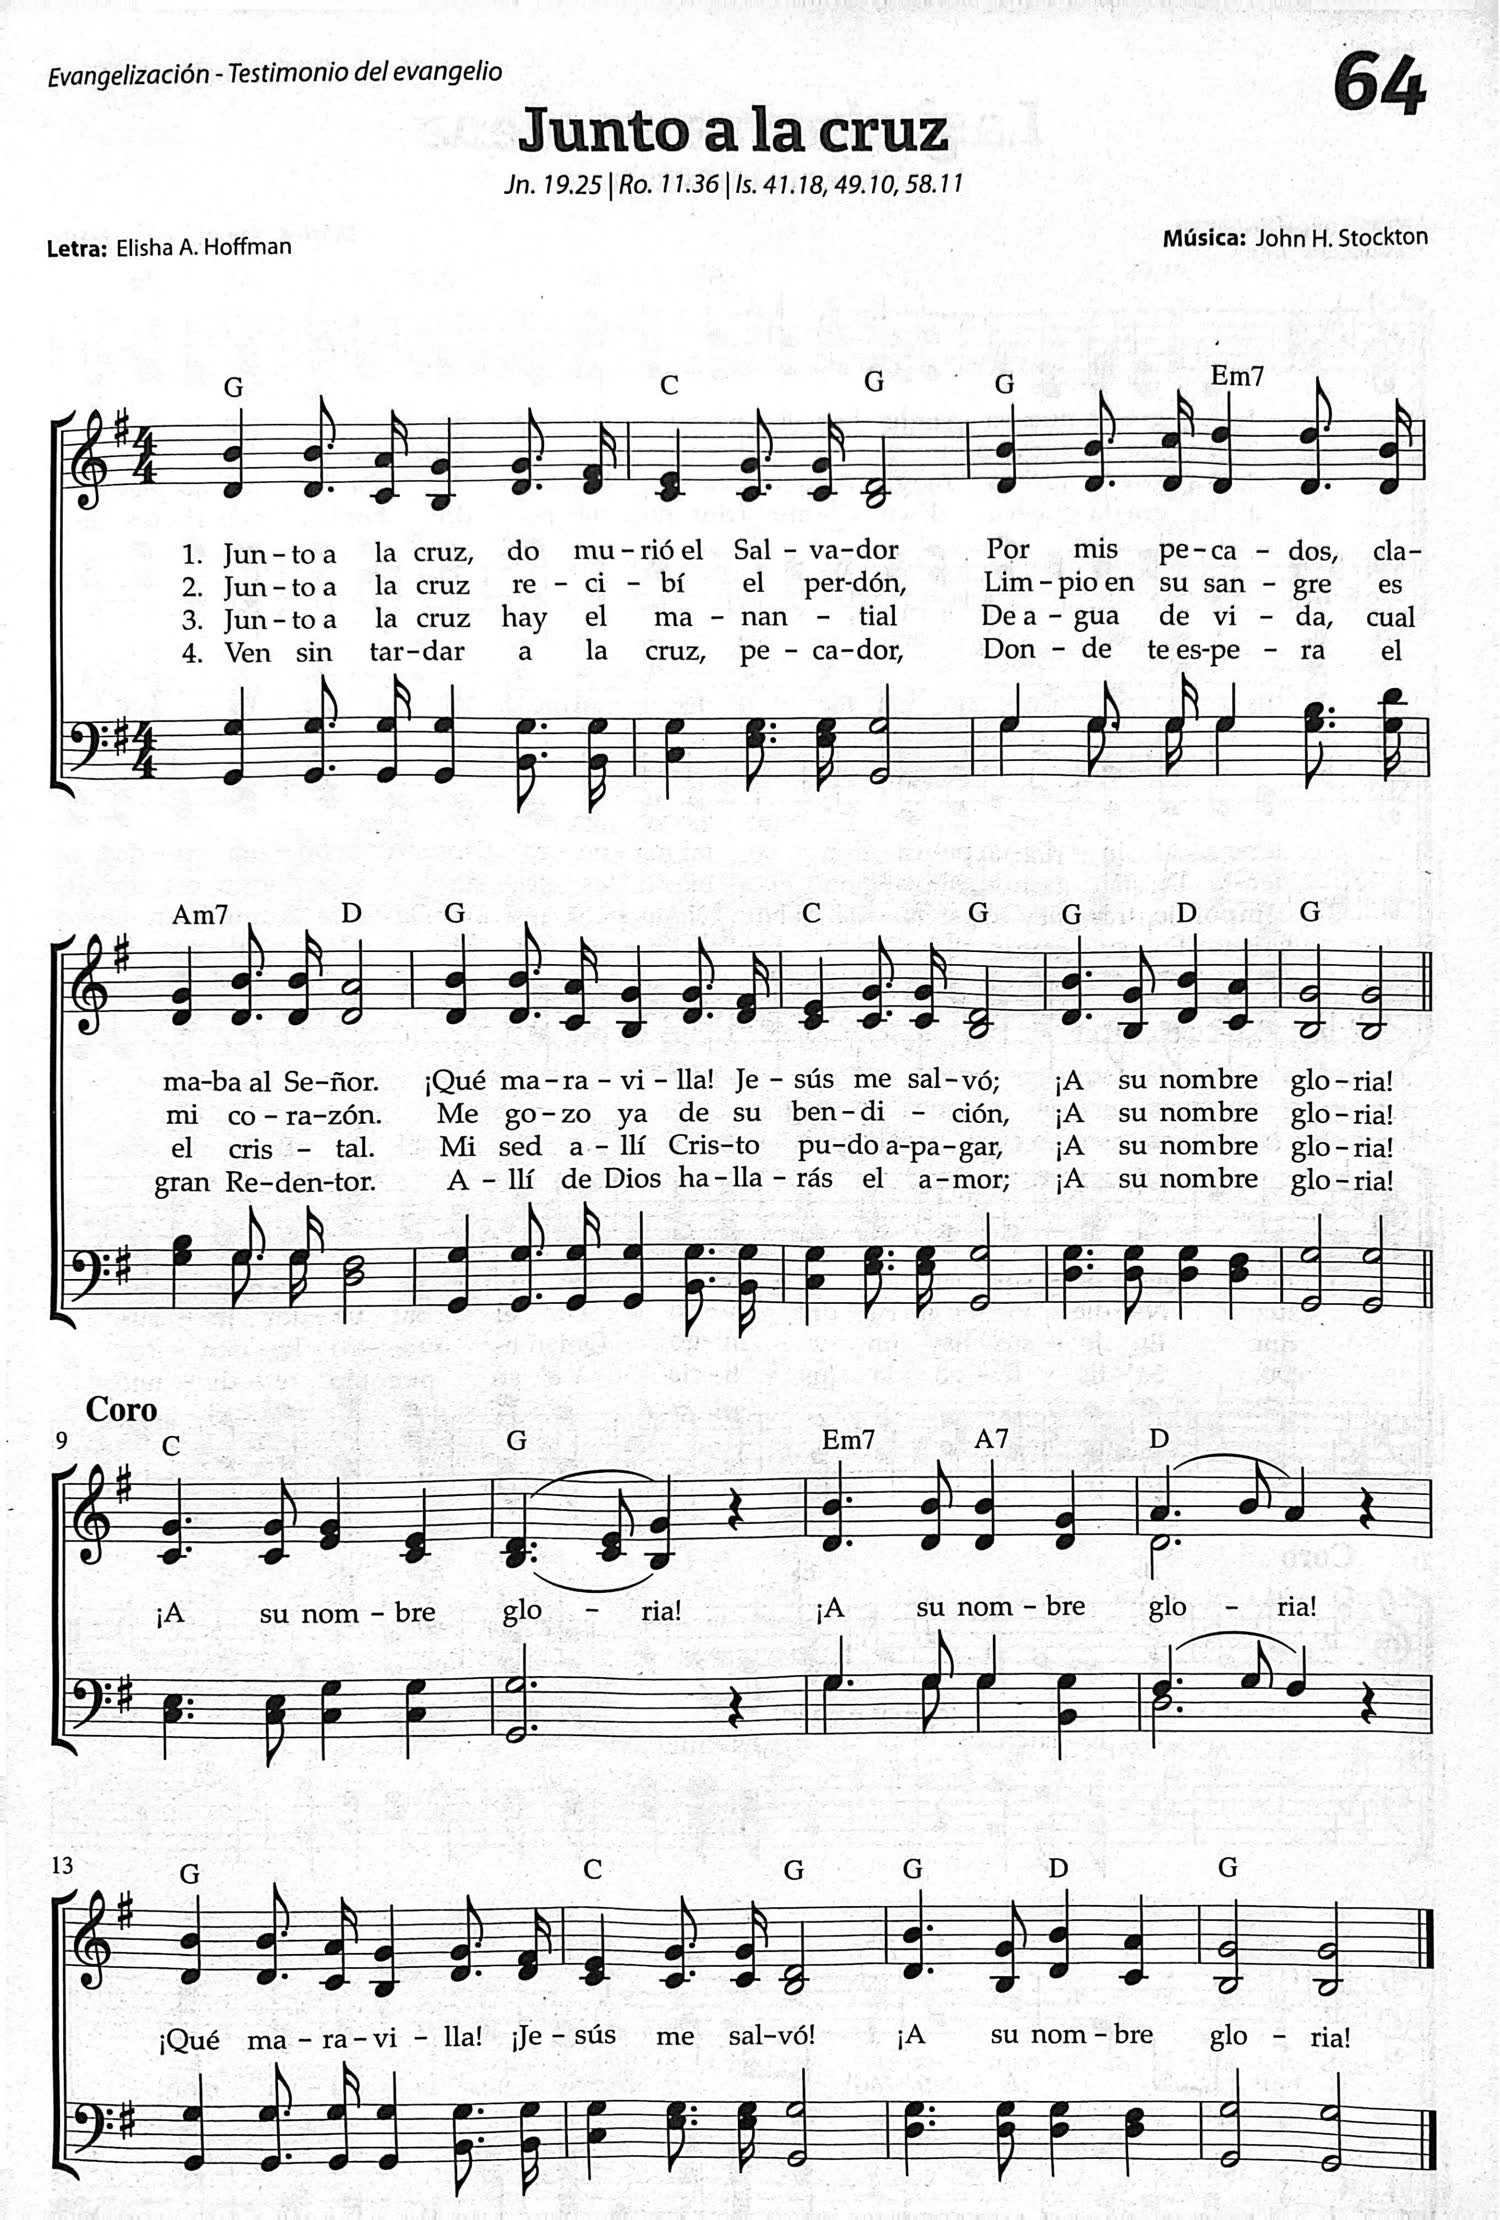 Evangelización - Testimonio del evangelio
64
Junto a la cruz
Jn. 19.25 | Ro. 11.36 | Is. 41.18, 49.10, 58.11
Letra: Elisha A. Hoffman
Música: John H. Stockton
G C G G Em7
4 4
1. Jun–to a la cruz, do mu–rió el Sal–va–dor Por mis pe–ca–dos, cla–
2. Jun–to a la cruz re–ci–bí el per-dón, Lim–pio en su san–gre es
3. Jun–to a la cruz hay el ma–nan–tial De a–gua de vi–da, cual
4. Ven sin tar–dar a la cruz, pe–ca–dor, Don–de te es-pe–ra el
4 4
Am7 D G C G G D G
ma–ba al Se–ñor. ¡Qué ma–ra–vi–lla! Je–sús me sal–vó; ¡A su nombre glo–ria!
mi co–ra–zón. Me go–zo ya de su ben–di–ción, ¡A su nombre glo–ria!
el cris–tal. Mi sed a–llí Cris–to pu–do a-pa–gar, ¡A su nombre glo–ria!
gran Re–den–tor. A–llí de Dios ha–lla–rás el a–mor; ¡A su nombre glo–ria!
Coro
9
C G Em7 A7 D
¡A su nom–bre glo–ria! ¡A su nom–bre glo–ria!
13
G C G G D G
¡Qué ma–ra–vi–lla! ¡Je–sús me sal–vó! ¡A su nom–bre glo–ria!